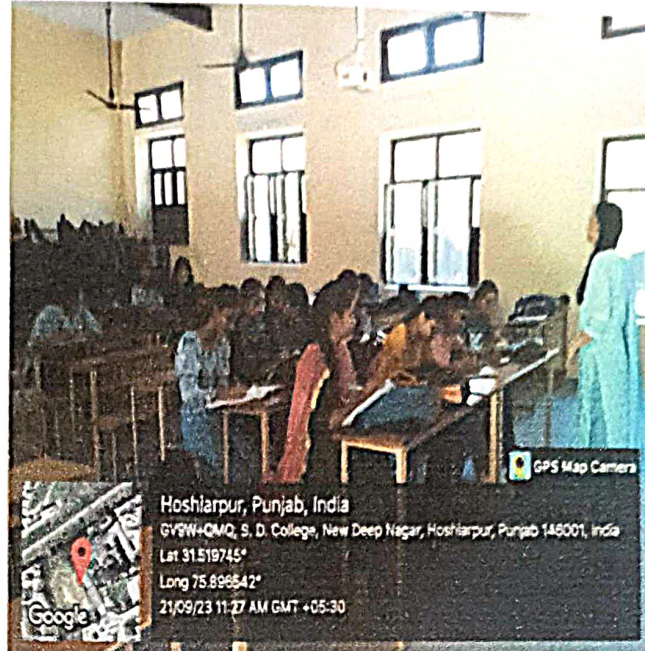 GPS Map Camera
Hoshiarpur, Punjab, India
GV9W+QMQ, S. D. College, New Deep Nagar, Hoshiarpur, Punjab 146001, India
Lat 31.519745°
Long 75.896542°
21/09/23 11:27 AM GMT +05:30
Google